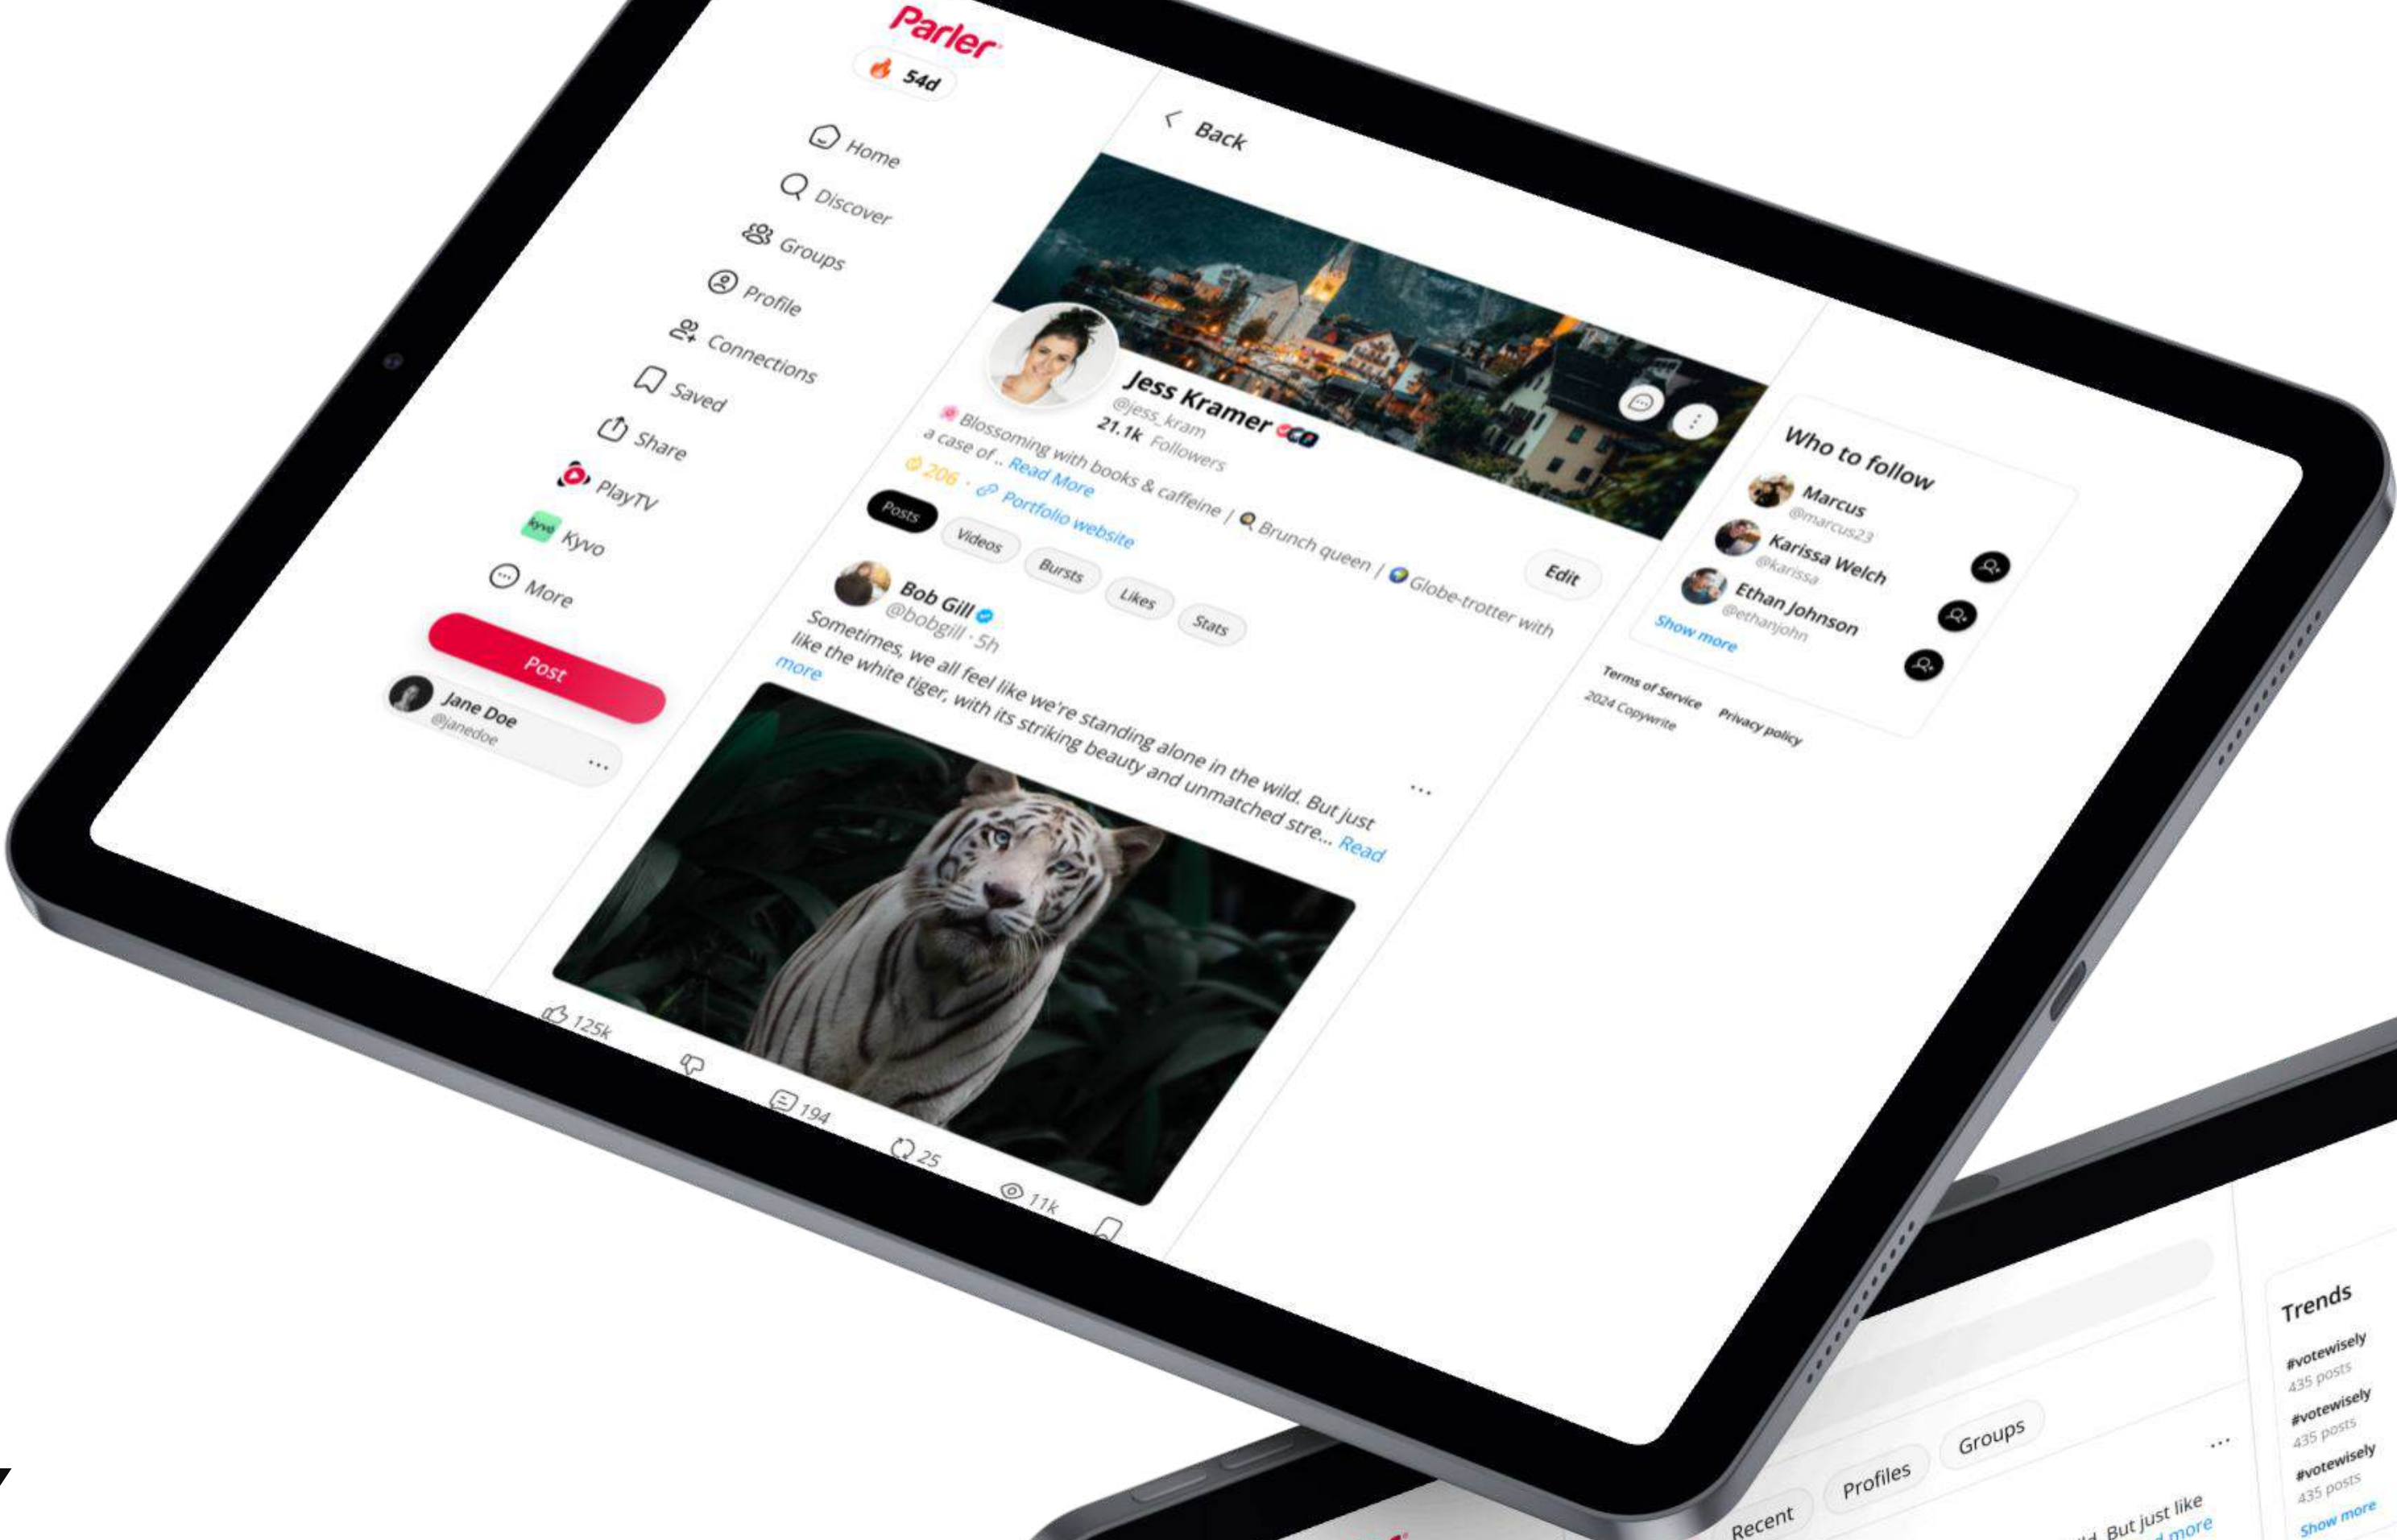 Parler
54d
Home
Discover
Groups
Profile
Connections
Saved
Share
PlayTV
kyvo
Kyvo
More
Post
Jane Doe
@janedoe
Back
Jess Kramer
@jess_kram
21.1k Followers
Blossoming with books & caffeine | Brunch queen | Globe-trotter with
a case of .. Read More
206 · Portfolio website
Edit
Posts
Videos
Bursts
Likes
Stats
Bob Gill
@bobgill · 5h
Sometimes, we all feel like we're standing alone in the wild. But just
like the white tiger, with its striking beauty and unmatched stre... Read
more
125k
194
25
11k
Who to follow
Marcus
@marcus23
Karissa Welch
@karissa
Ethan Johnson
@ethanjohn
Show more
Terms of Service Privacy policy
2024 Copywrite
Recent
Profiles
Groups
But just like
more
Trends
#votewisely
435 posts
#votewisely
435 posts
#votewisely
435 posts
Show more